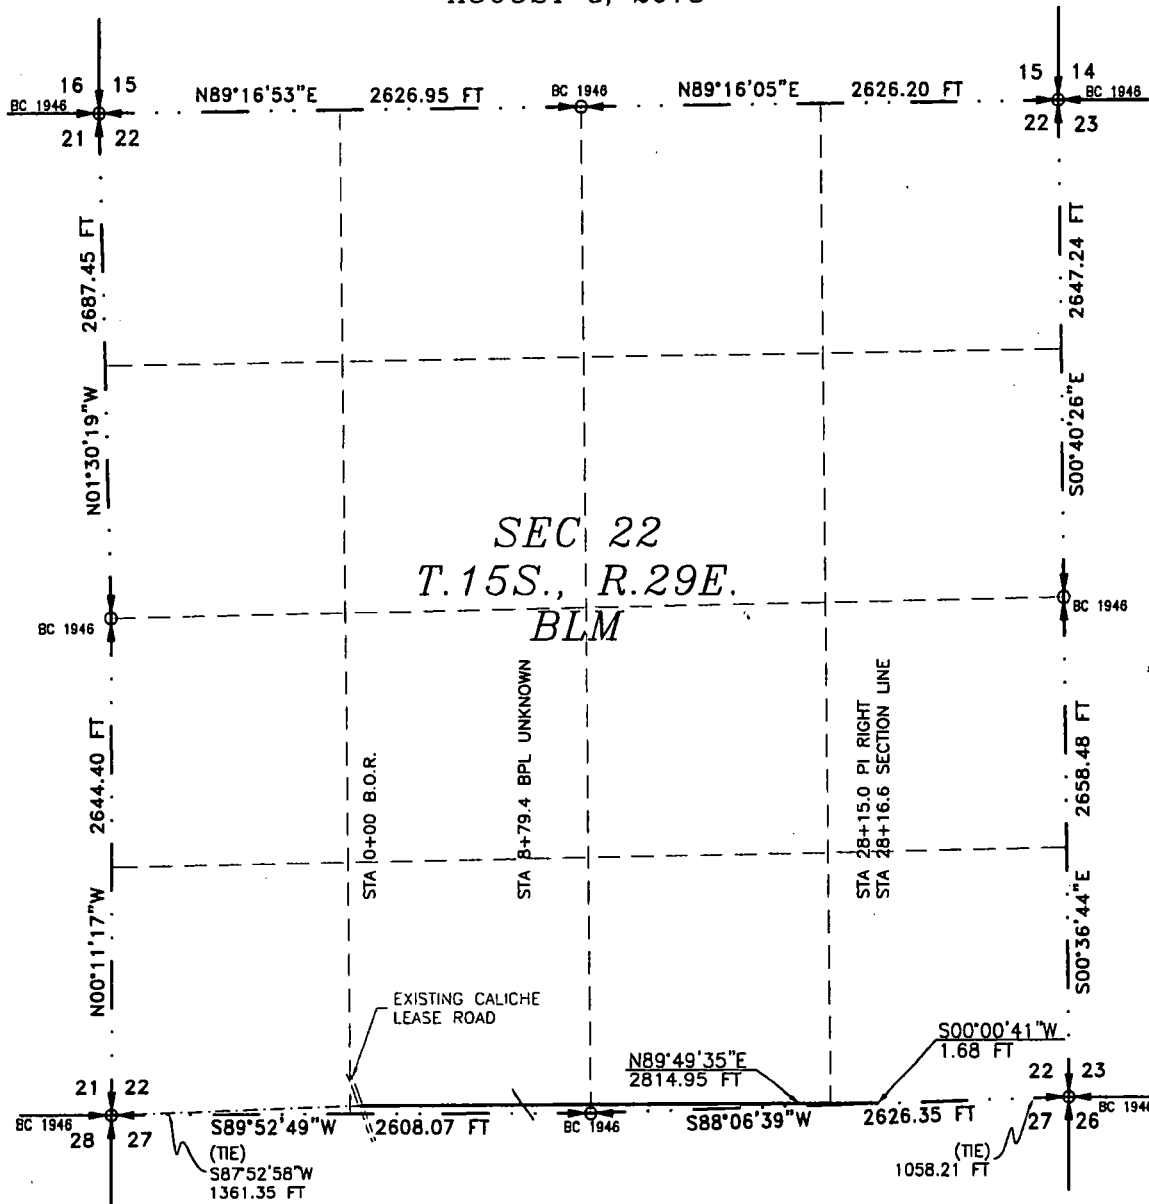 16 15
BC 1946
21 22
N89°16'53"E 2626.95 FT
BC 1946
N89°16'05"E 2626.20 FT
15 14
BC 1946
22 23
2687.45 FT
N01°30'19"W
2647.24 FT
S00°40'26"E
SEC 22
T.15S., R.29E.
BLM
BC 1946
BC 1946
2644.40 FT
N00°11'17"W
STA 0+00 B.O.R.
STA 8+79.4 BPL UNKNOWN
STA 28+15.0 PI RIGHT
STA 28+16.6 SECTION LINE
2658.48 FT
S00°36'44"E
EXISTING CALICHE
LEASE ROAD
N89°49'35"E
2814.95 FT
S00°00'41"W
1.68 FT
21 22
BC 1946
28 27
S89°52'49"W 2608.07 FT
BC 1946
S88°06'39"W 2626.35 FT
22 23
BC 1946
27 26
(TIE)
S87°52'58"W
1361.35 FT
(TIE)
1058.21 FT